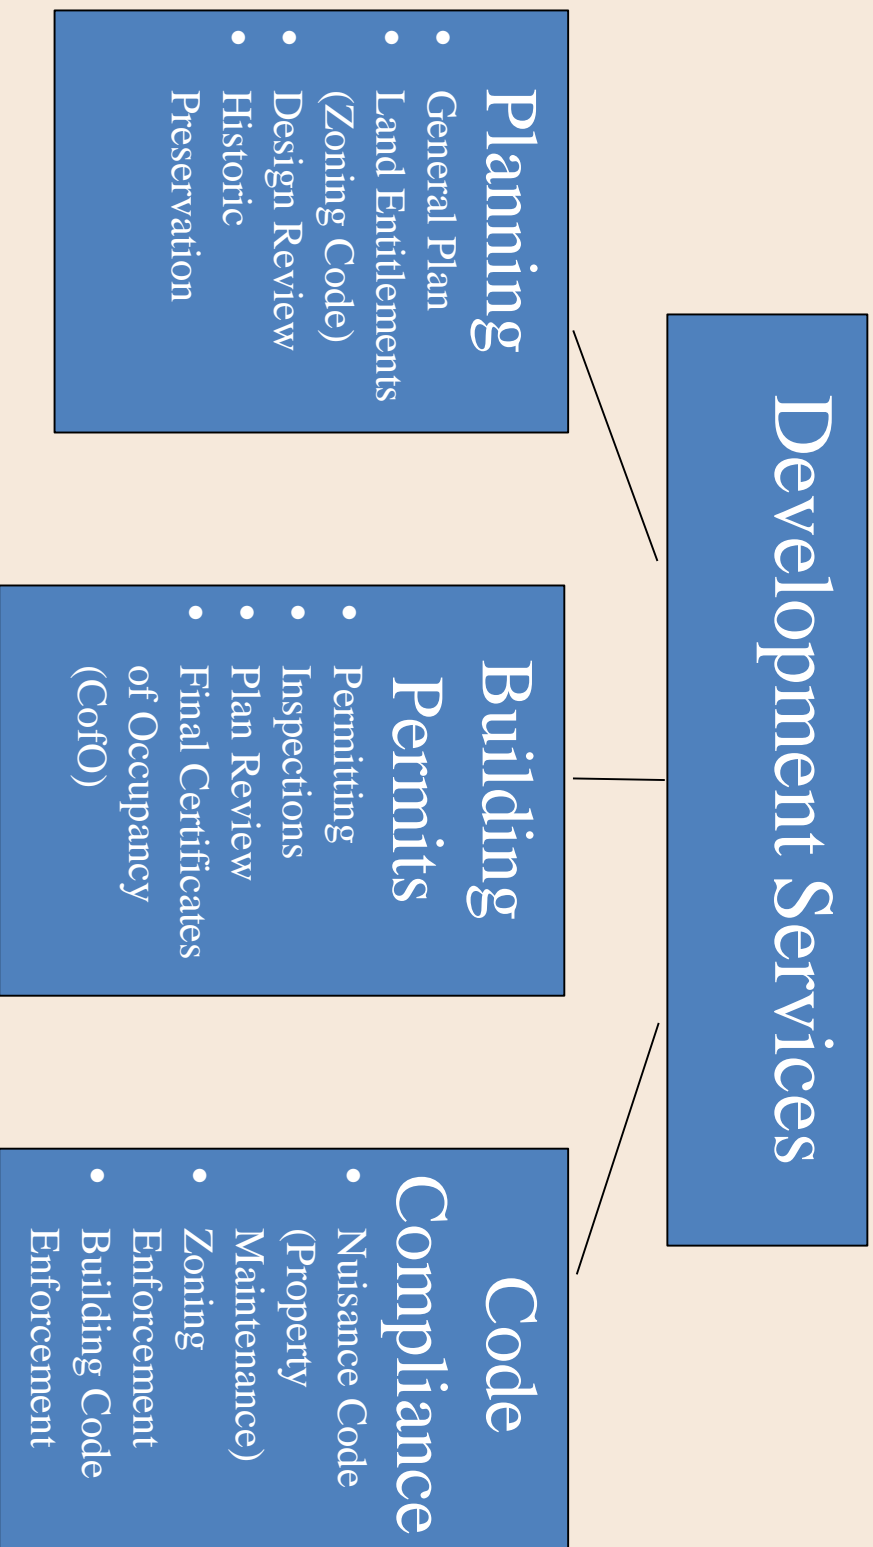 Development Services
Planning
• General Plan
• Land Entitlements
(Zoning Code)
• Design Review
• Historic
Preservation
Building
Permits
• Permitting
• Inspections
• Plan Review
• Final Certificates
of Occupancy
(CofO)
Code
Compliance
• Nuisance Code
(Property
Maintenance)
• Zoning
Enforcement
• Building Code
Enforcement